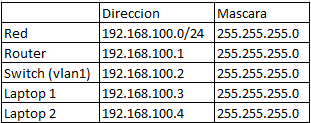 Direccion Mascara
Red 192.168.100.0/24 255.255.255.0
Router 192.168.100.1 255.255.255.0
Switch (vlan1) 192.168.100.2 255.255.255.0
Laptop 1 192.168.100.3 255.255.255.0
Laptop 2 192.168.100.4 255.255.255.0